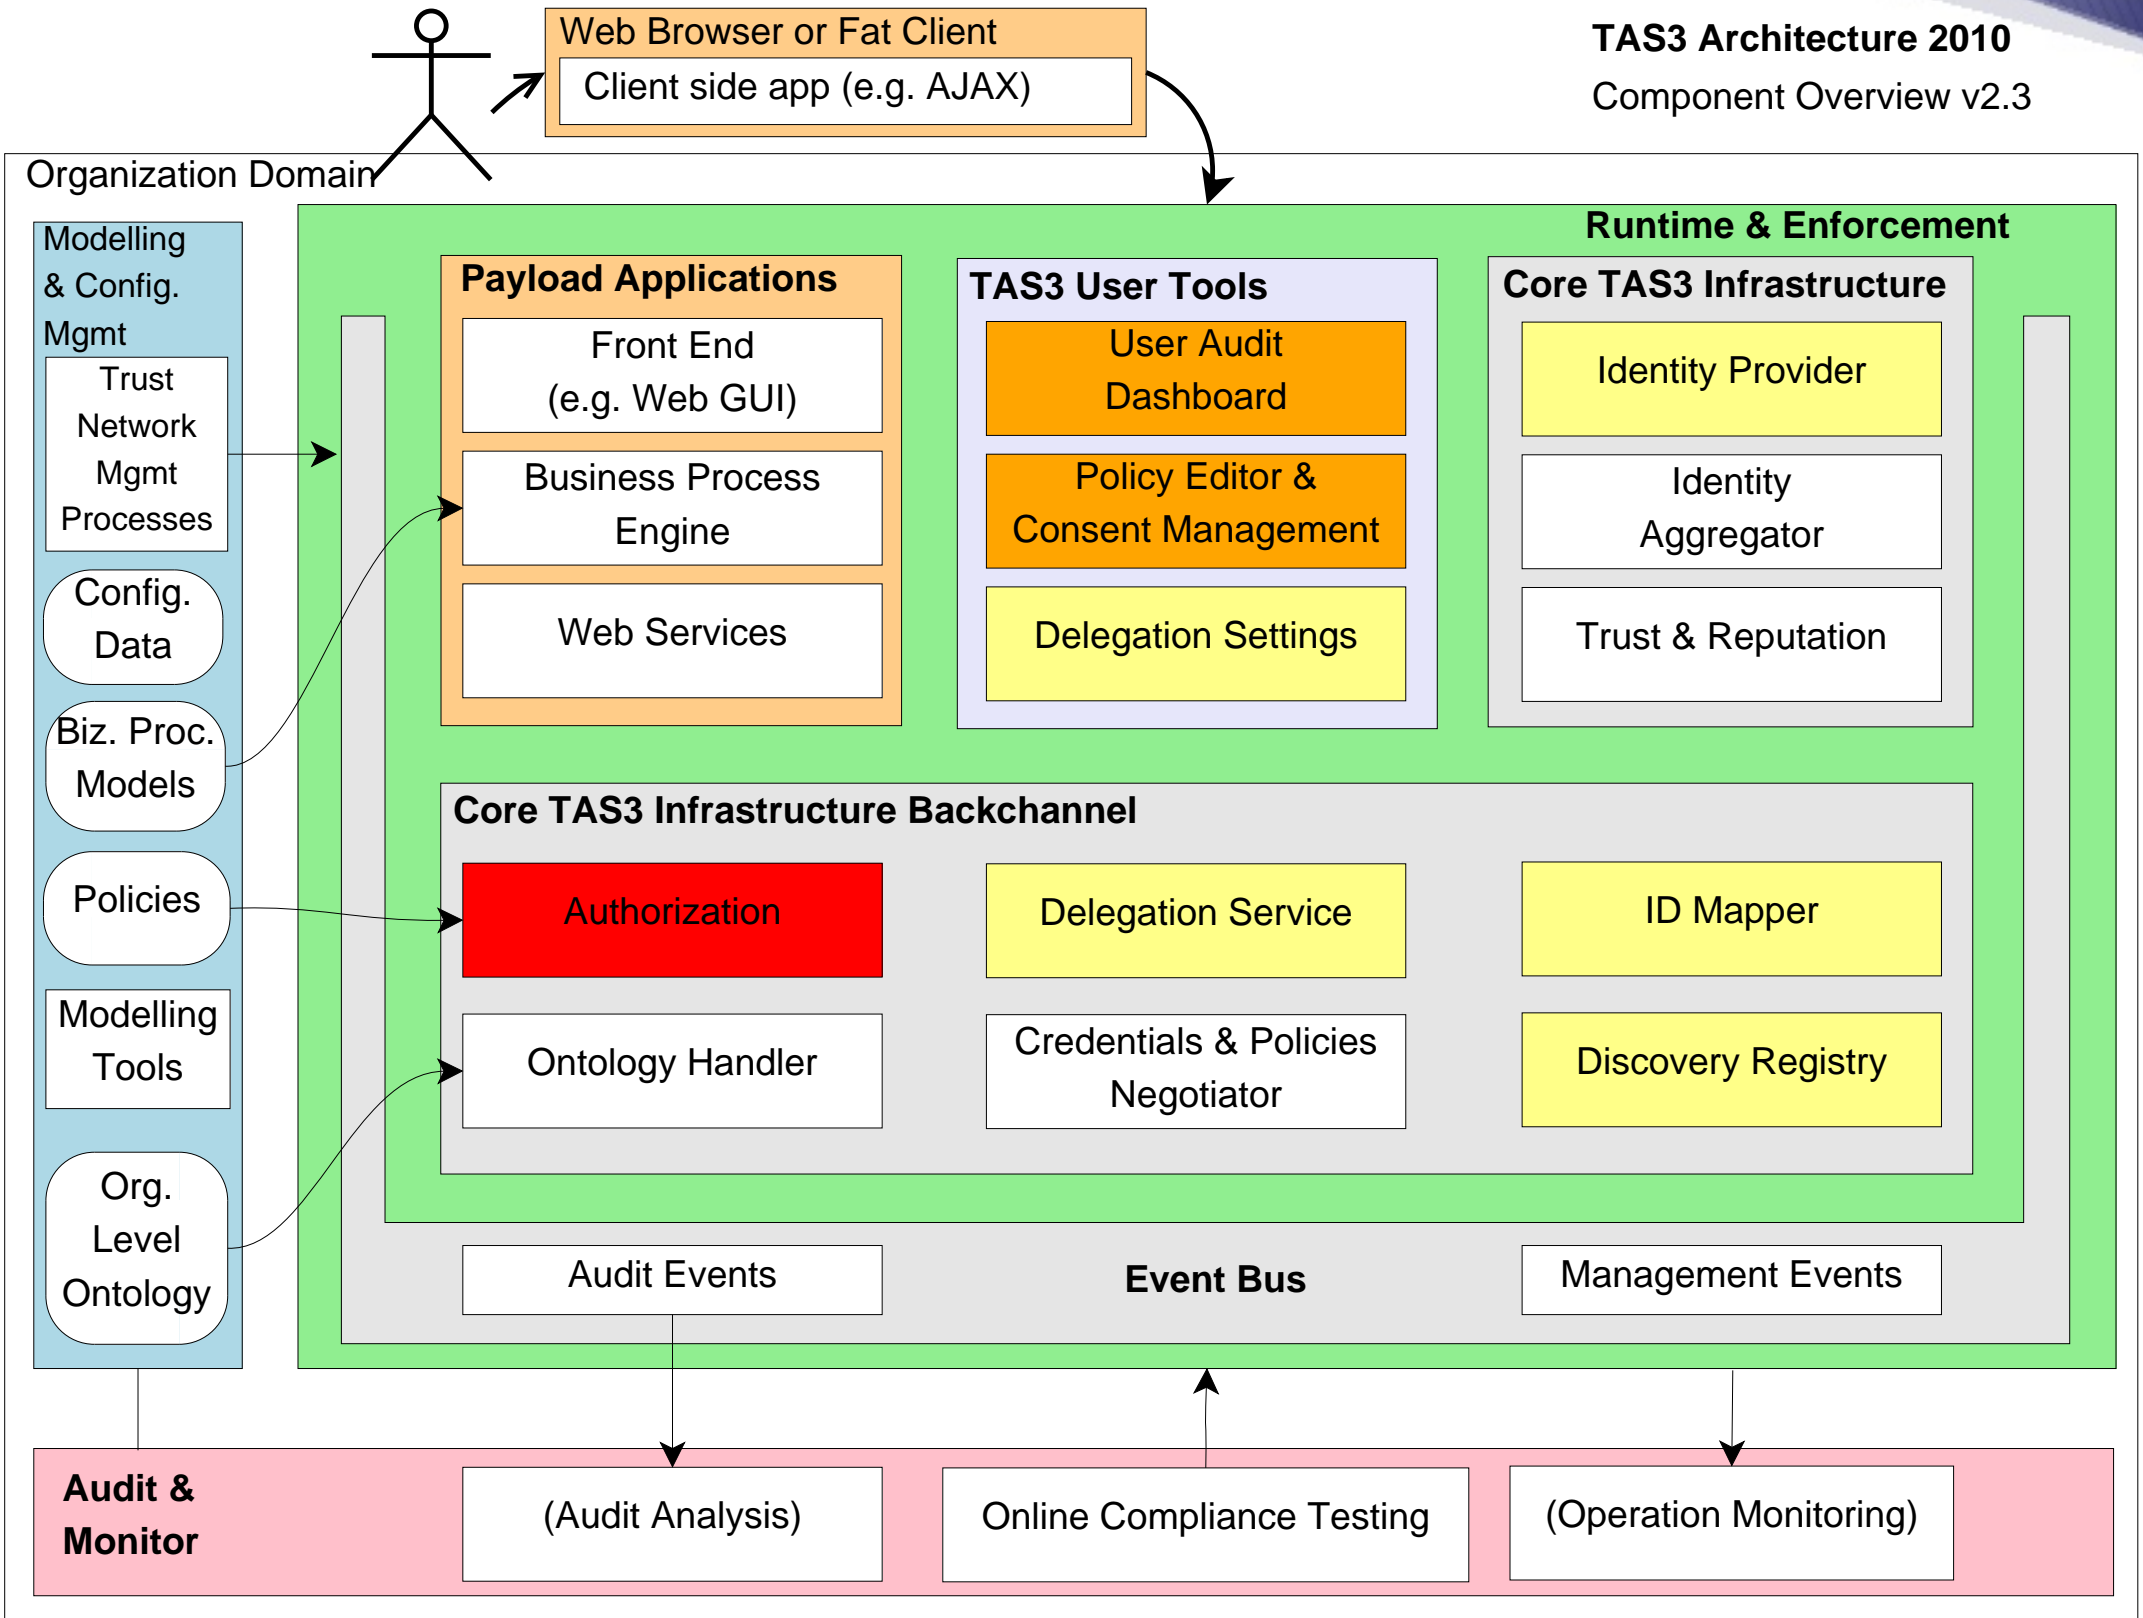 Web Browser or Fat Client
Client side app (e.g. AJAX)
TAS3 Architecture 2010
Component Overview v2.3
Organization Domain
Modelling
& Config.
Mgmt
Trust
Network
Mgmt
Processes
Config.
Data
Biz. Proc.
Models
Policies
Modelling
Tools
Org.
Level
Ontology
Runtime & Enforcement
Payload Applications
Front End
(e.g. Web GUI)
Business Process
Engine
Web Services
TAS3 User Tools
User Audit
Dashboard
Policy Editor &
Consent Management
Delegation Settings
Core TAS3 Infrastructure
Identity Provider
Identity
Aggregator
Trust & Reputation
Core TAS3 Infrastructure Backchannel
Authorization
Delegation Service
ID Mapper
Ontology Handler
Credentials & Policies
Negotiator
Discovery Registry
Audit Events
Event Bus
Management Events
Audit &
Monitor
(Audit Analysis)
Online Compliance Testing
(Operation Monitoring)